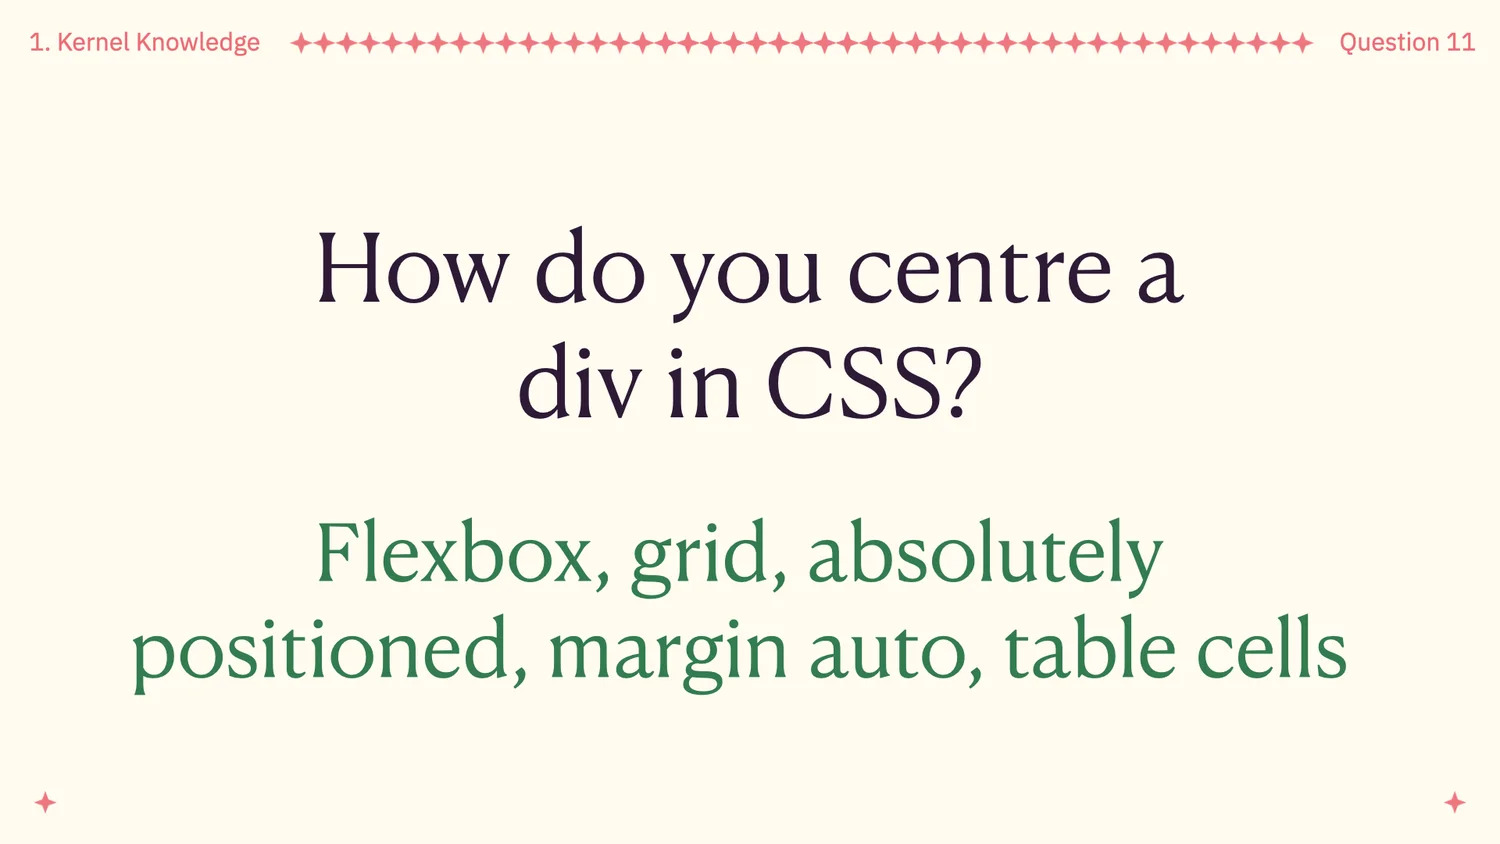 1. Kernel Knowledge
Question 11
How do you centre a
div in CSS?
Flexbox, grid, absolutely
positioned, margin auto, table cells